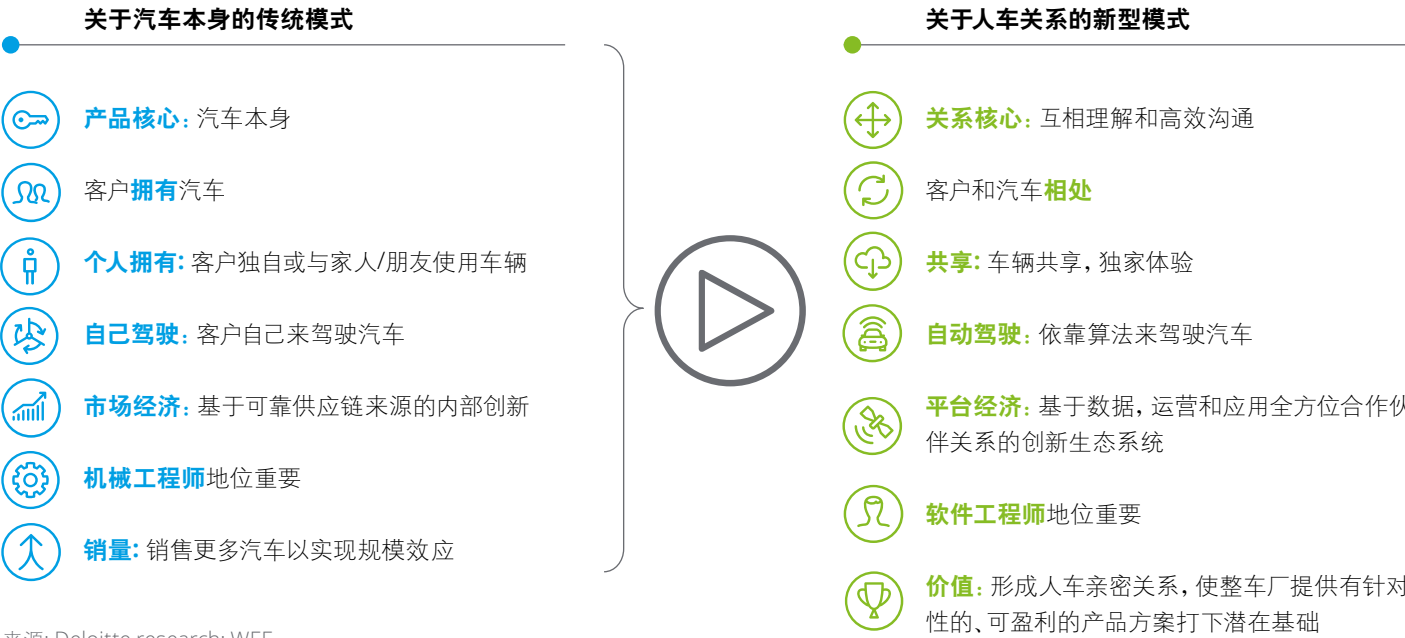 关于汽车本身的传统模式
产品核心：汽车本身
客户拥有汽车
个人拥有：客户独自或与家人/朋友使用车辆
自己驾驶：客户自己来驾驶汽车
市场经济：基于可靠供应链来源的内部创新
机械工程师地位重要
销量：销售更多汽车以实现规模效应
关于人车关系的新型模式
关系核心：互相理解和高效沟通
客户和汽车相处
共享：车辆共享，独家体验
自动驾驶：依靠算法来驾驶汽车
平台经济：基于数据，运营和应用全方位合作伙
伴关系的创新生态系统
软件工程师地位重要
价值：形成人车亲密关系，使整车厂提供有针对
性的、可盈利的产品方案打下潜在基础
来源: Deloitte research; WEF